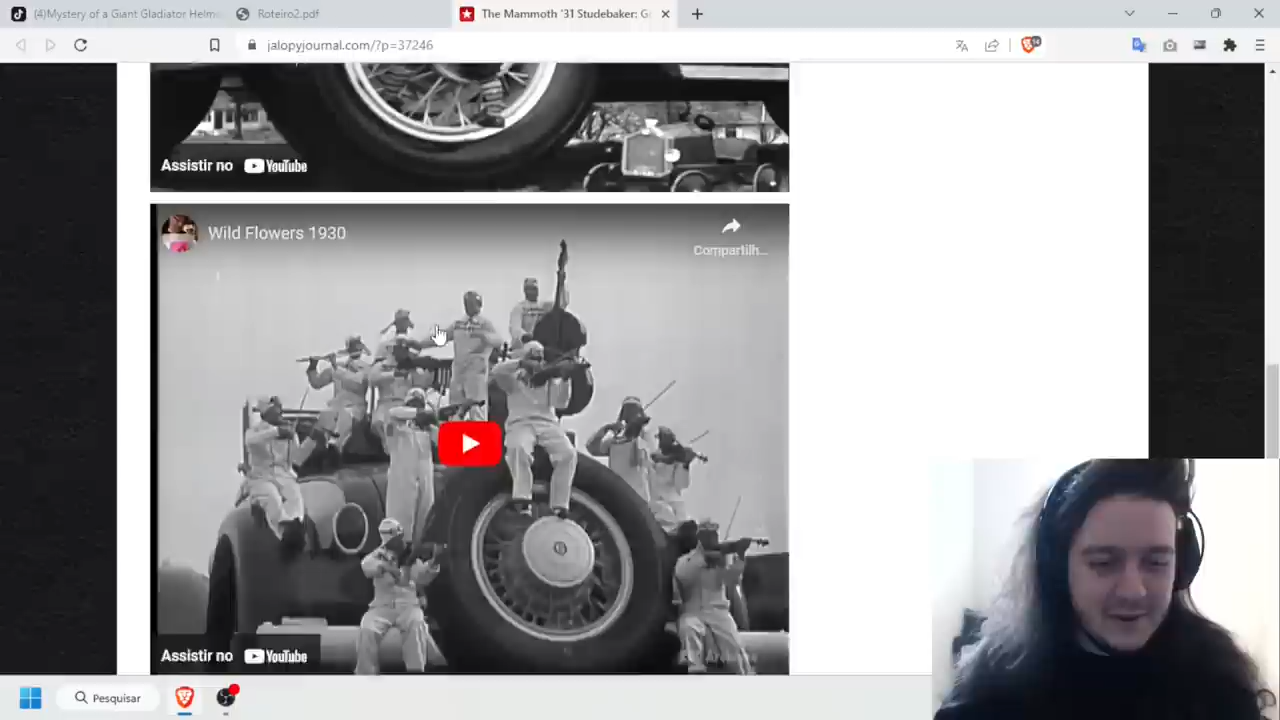 (4)Mystery of a Giant Gladiator Helme
Roteiro2.pdf
The Mammoth '31 Studebaker: G
jalopyjournal.com/?p=37246
Assistir no YouTube
Wild Flowers 1930
Compartilh...
Assistir no YouTube
Pesquisar